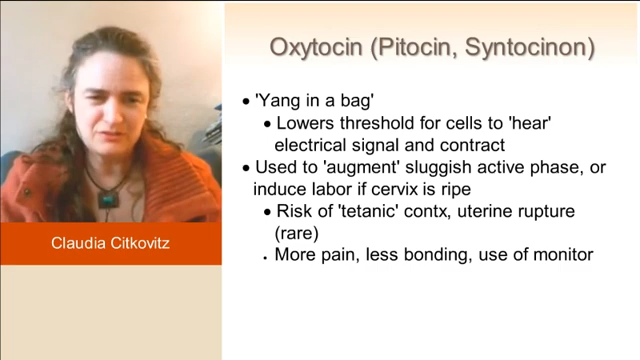 Oxytocin (Pitocin, Syntocinon)
• 'Yang in a bag'
• Lowers threshold for cells to 'hear'
electrical signal and contract
• Used to 'augment' sluggish active phase, or
induce labor if cervix is ripe
• Risk of 'tetanic' contx, uterine rupture
(rare)
• More pain, less bonding, use of monitor
Claudia Citkovitz